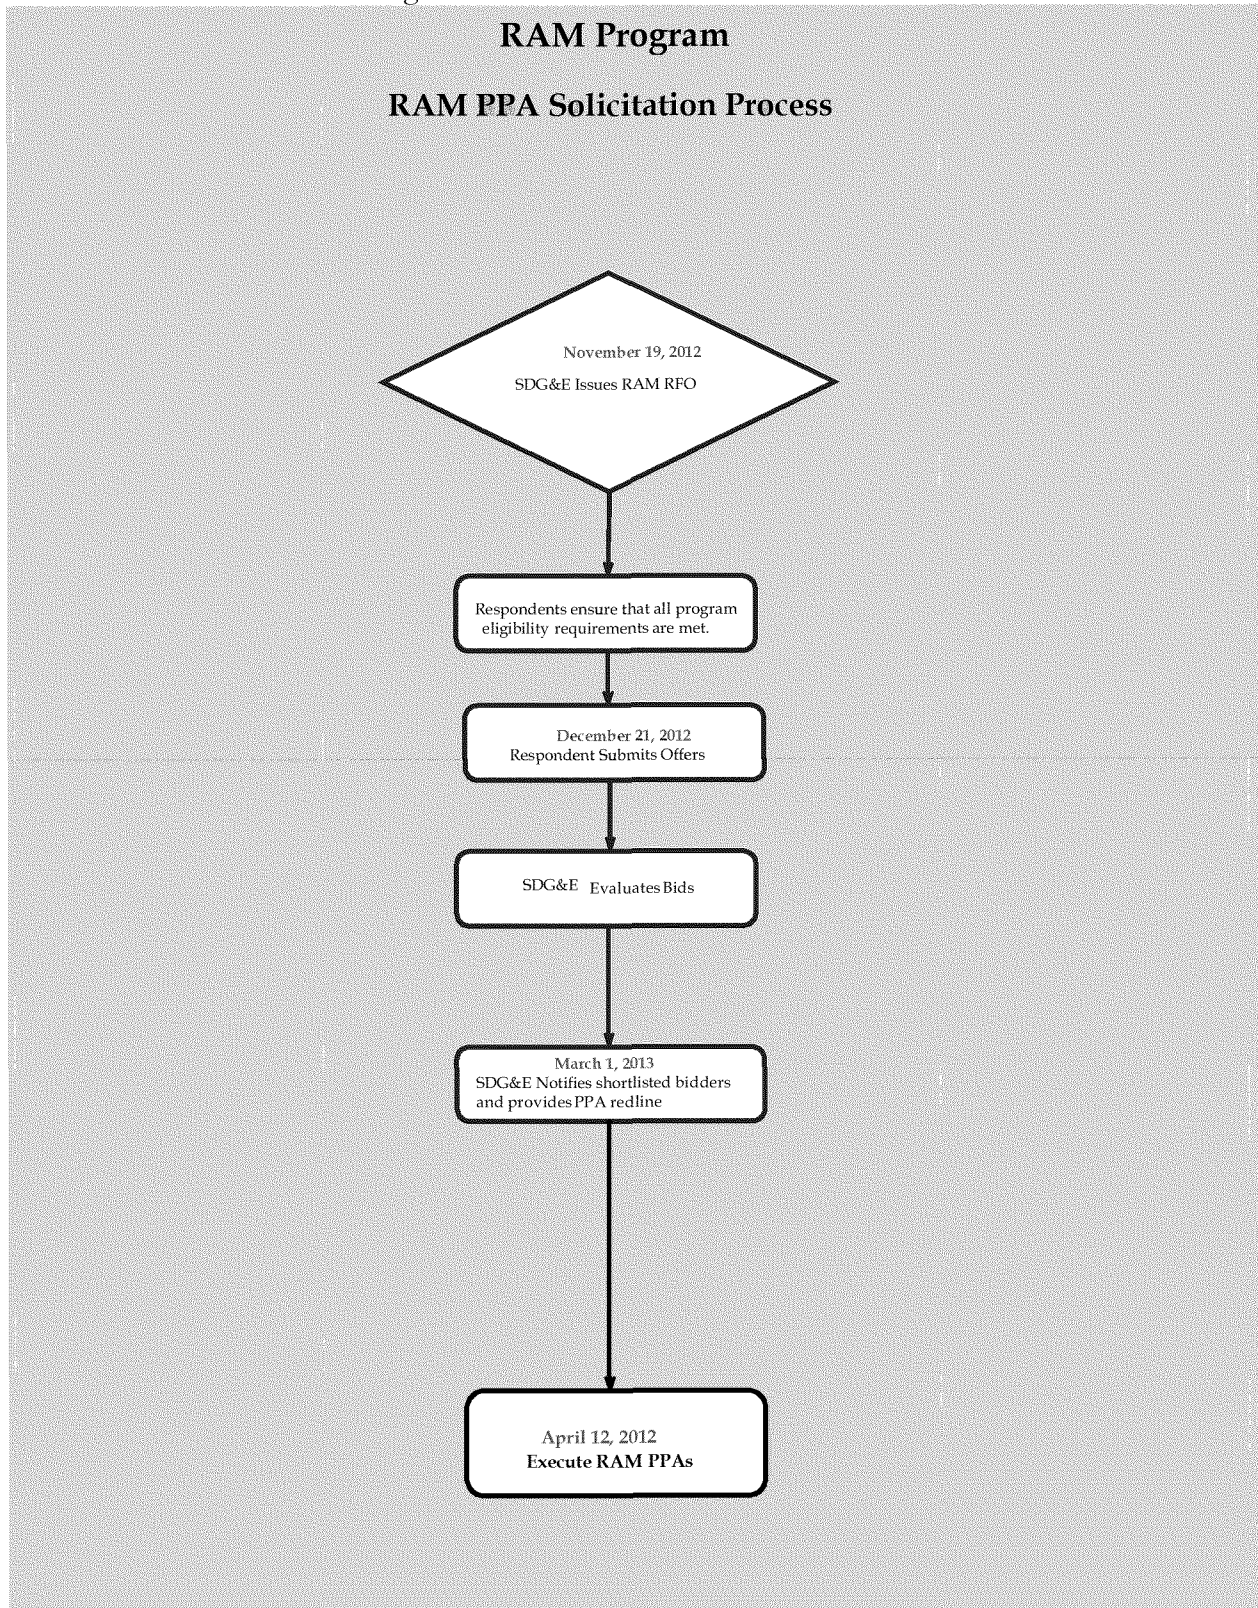 RAM Program
RAM PPA Solicitation Process
November 19, 2012
SDG&E Issues RAM RFO
Respondents ensure that all program
eligibility requirements are met.
December 21, 2012
Respondent Submits Offers
SDG&E Evaluates Bids
March 1, 2013
SDG&E Notifies shortlisted bidders
and provides PPA redline
April 12, 2012
Execute RAM PPAs